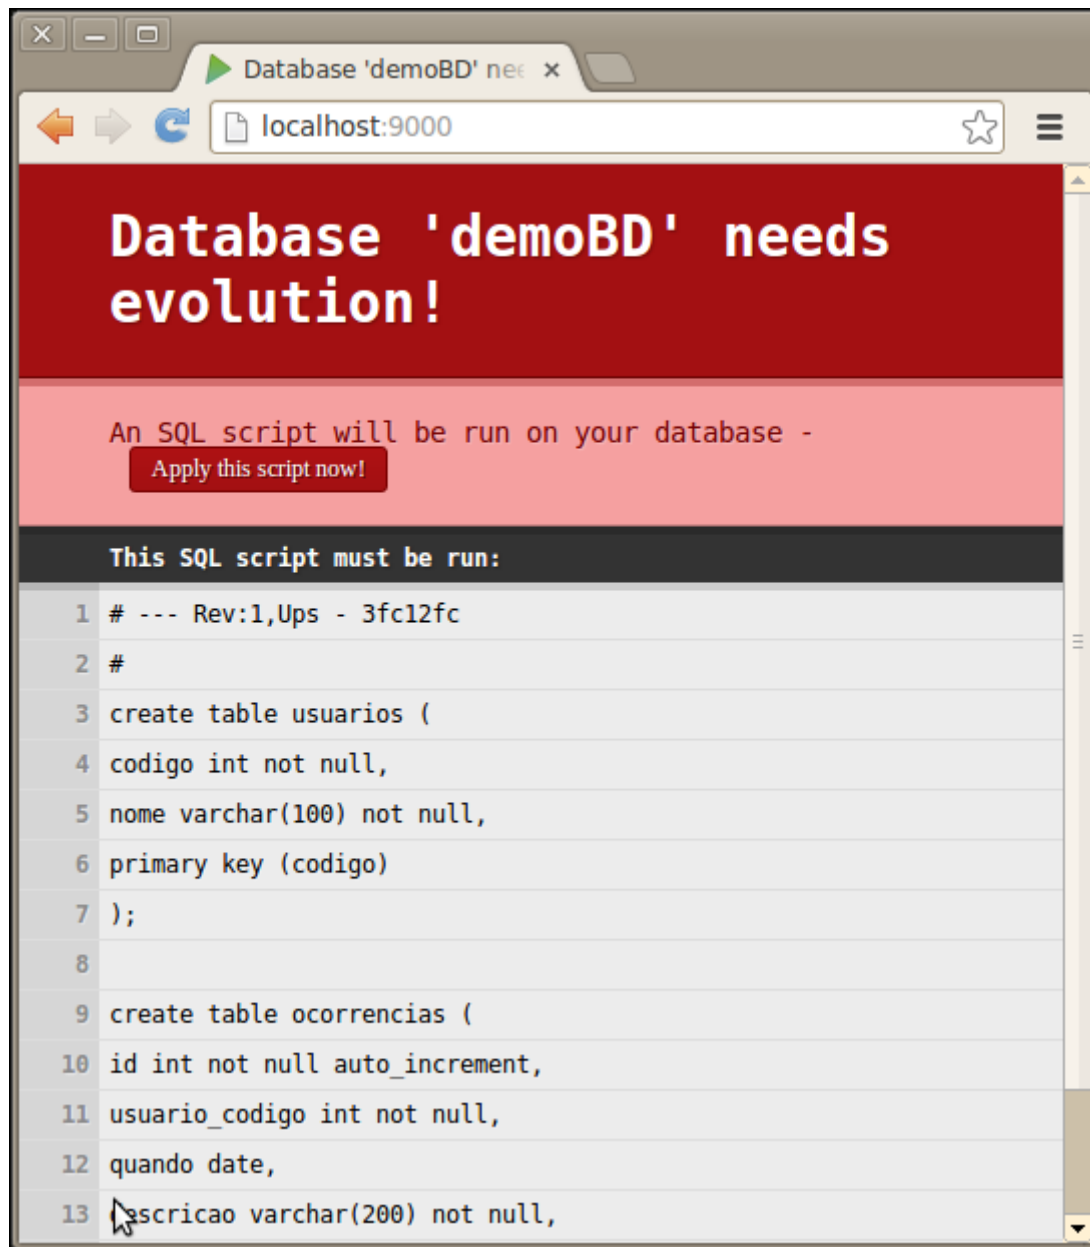 Database 'demoBD' nee
localhost:9000
Database 'demoBD' needs
evolution!
An SQL script will be run on your database -
Apply this script now!
This SQL script must be run:
1 # --- Rev:1,Ups - 3fc12fc
2 #
3 create table usuarios (
4 codigo int not null,
5 nome varchar(100) not null,
6 primary key (codigo)
7 );
8
9 create table ocorrencias (
10 id int not null auto_increment,
11 usuario_codigo int not null,
12 quando date,
13 descricao varchar(200) not null,